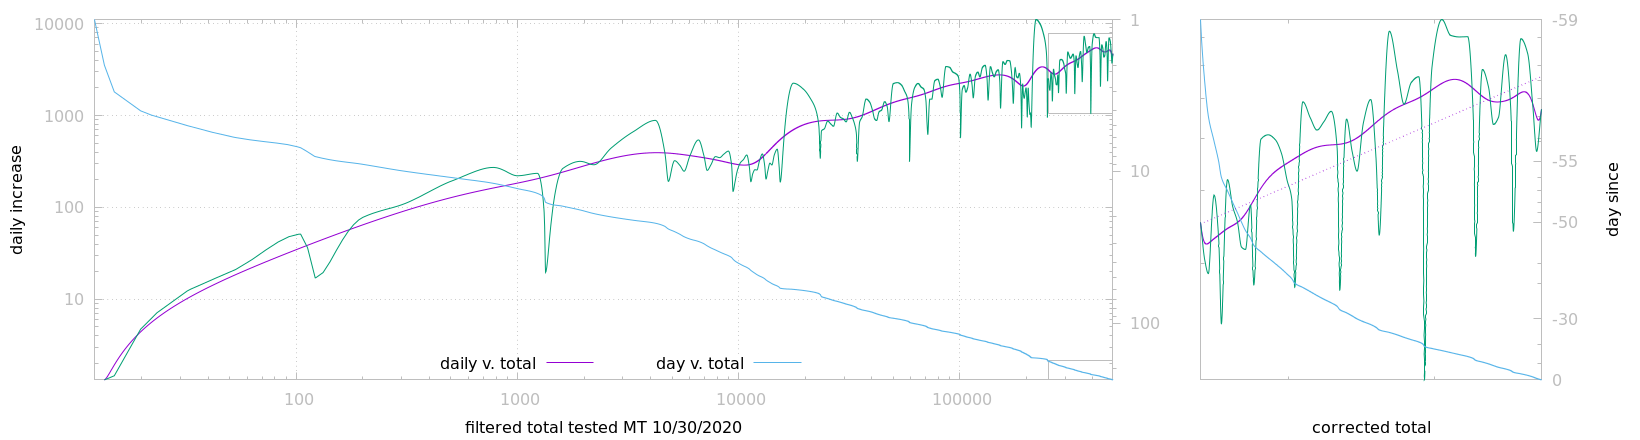 10000
1000
100
10
daily increase
1
10
100
daily v. total
day v. total
100
1000
10000
100000
filtered total tested MT 10/30/2020
-59
-55
-50
-30
0
day since
corrected total